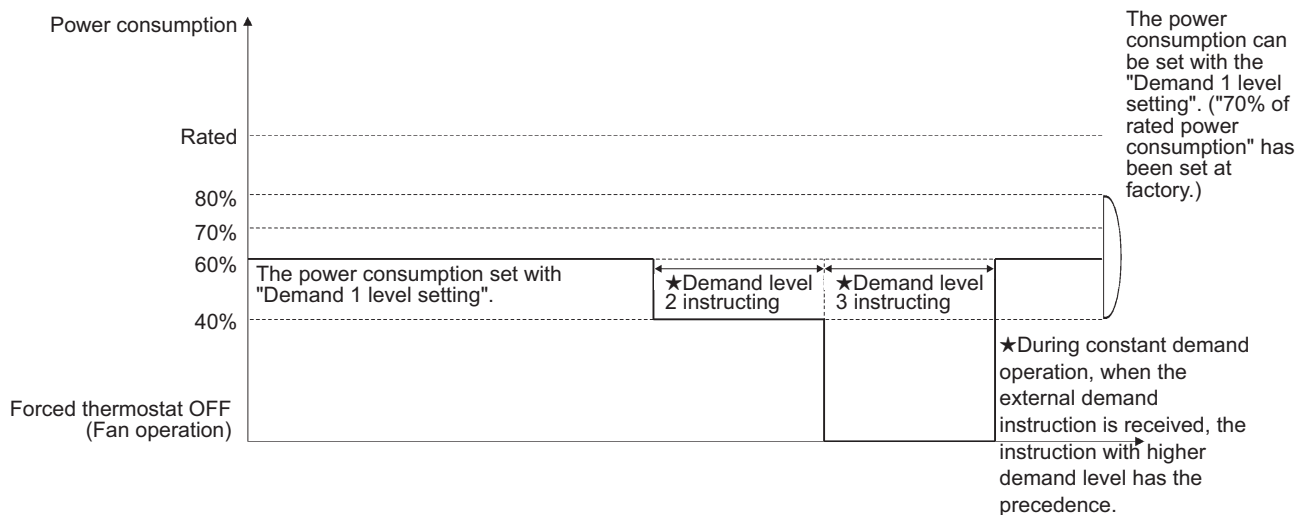 Power consumption
Rated
80%
70%
60%
40%
Forced thermostat OFF
(Fan operation)
The power consumption set with
"Demand 1 level setting".
★Demand level
2 instructing
★Demand level
3 instructing
The power
consumption can
be set with the
"Demand 1 level
setting". ("70% of
rated power
consumption" has
been set at
factory.)
★During constant demand
operation, when the
external demand
instruction is received, the
instruction with higher
demand level has the
precedence.